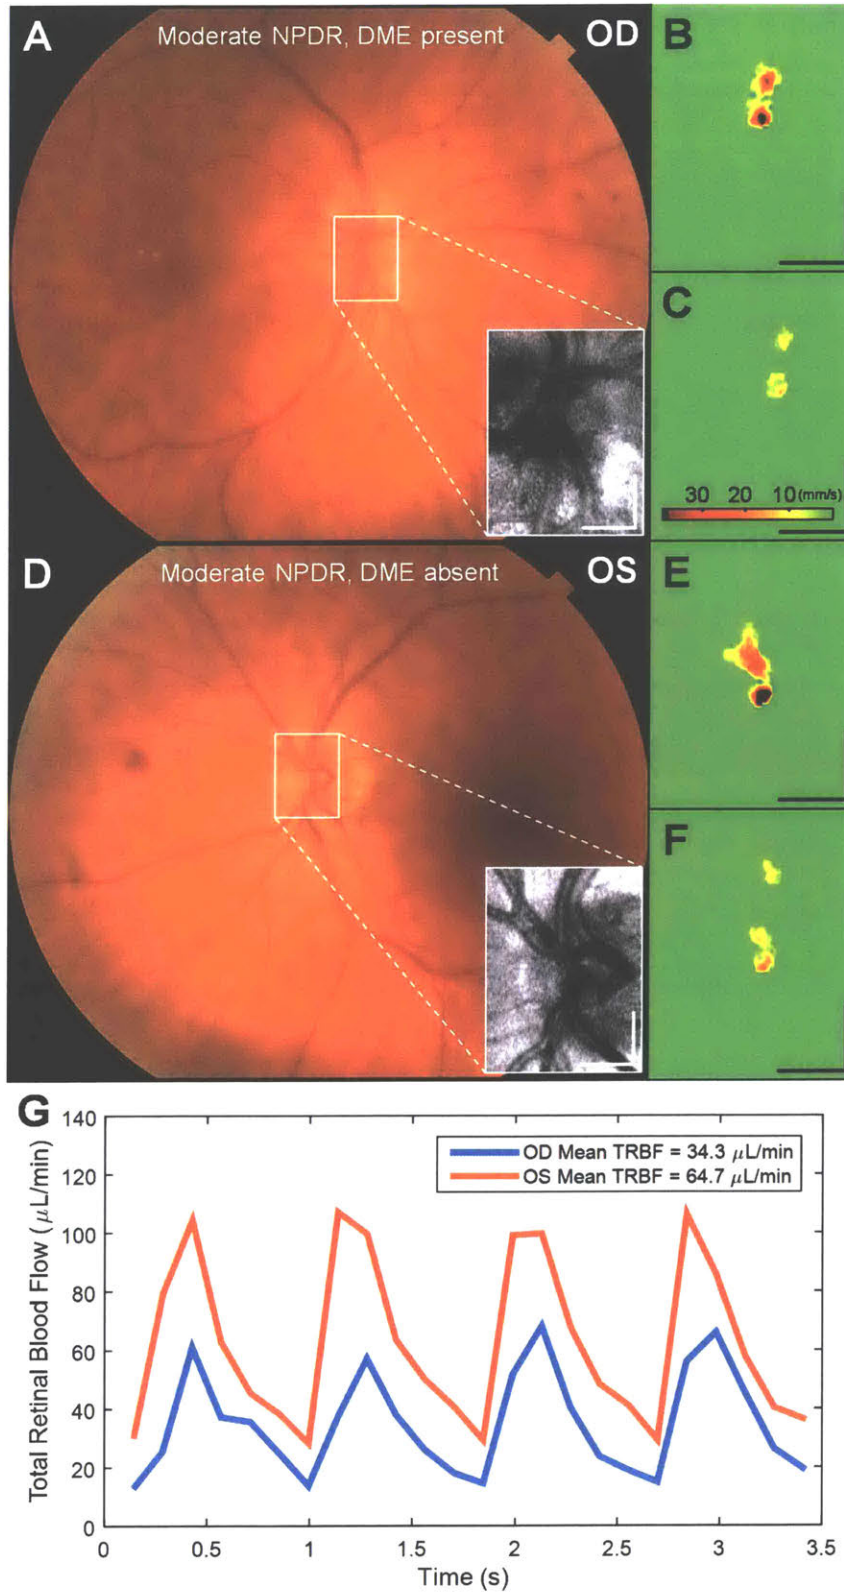 A
Moderate NPDR, DME present
OD
B
C
30 20 10 (mm/s)
D
Moderate NPDR, DME absent
OS
E
F
G
Total Retinal Blood Flow (μL/min)
140
120
100
80
60
40
20
0
OD Mean TRBF = 34.3 μL/min
OS Mean TRBF = 64.7 μL/min
0 0.5 1 1.5 2 2.5 3 3.5
Time (s)